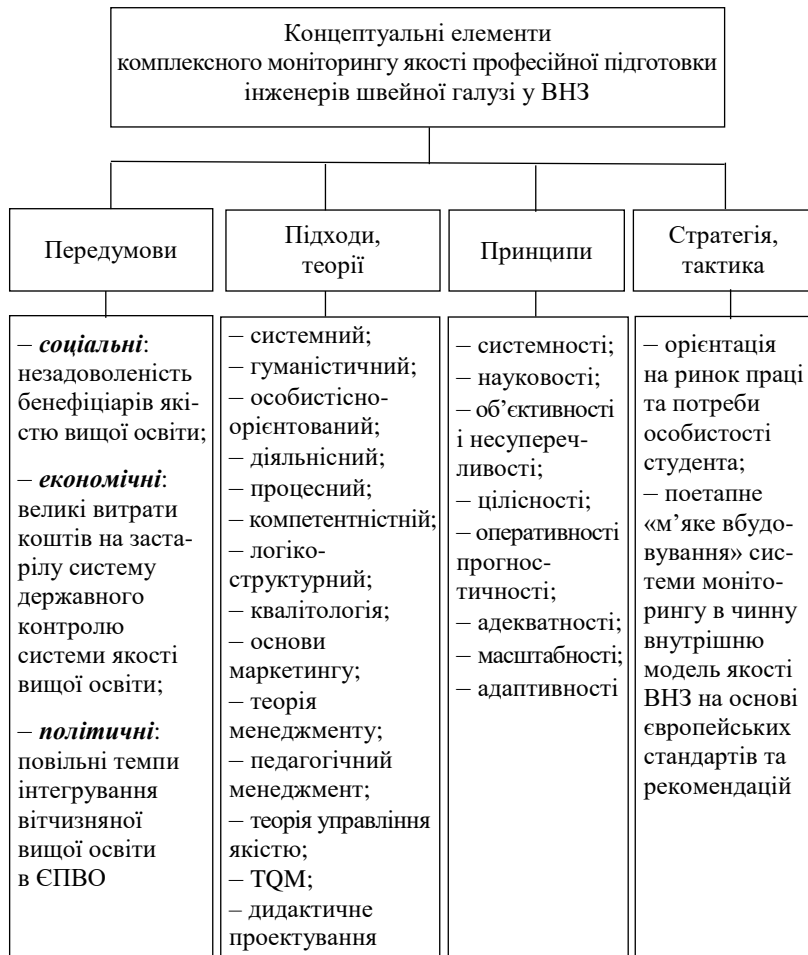 Концептуальні елементи
комплексного моніторингу якості професійної підготовки
інженерів швейної галузі у ВНЗ
Передумови
Підходи,
теорії
Принципи
Стратегія,
тактика
– соціальні:
незадоволеність
бенефіціарів які-
стю вищої освіти;
– економічні:
великі витрати
коштів на заста-
рілу систему
державного
контролю
системи якості
вищої освіти;
– політичні:
повільні темпи
інтегрування
вітчизняної
вищої освіти
в ЄПВО
– системний;
– гуманістичний;
– особистісно-
орієнтований;
– діяльнісний;
– процесний;
– компетентністній;
– логіко-
структурний;
– квалітологія;
– основи
маркетингу;
– теорія
менеджменту;
– педагогічний
менеджмент;
– теорія управління
якістю;
– TQM;
– дидактичне
проектування
– системності;
– науковості;
– об’єктивності
і несупереч-
ливості;
– цілісності;
– оперативності
прогнос-
тичності;
– адекватності;
– масштабності;
– адаптивності
– орієнтація
на ринок праці
та потреби
особистості
студента;
– поетапне
«м’яке вбудо-
вування» сис-
теми моніто-
рингу в чинну
внутрішню
модель якості
ВНЗ на основі
європейських
стандартів та
рекомендацій